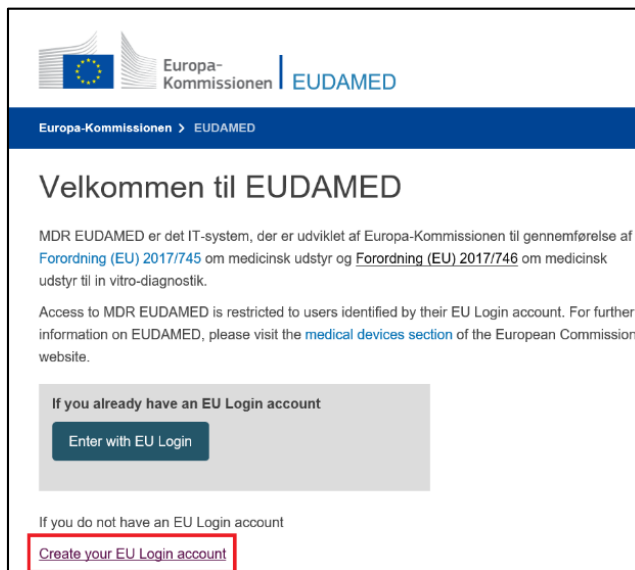 Europa-
Kommissionen
EUDAMED
Europa-Kommissionen > EUDAMED
Velkommen til EUDAMED
MDR EUDAMED er det IT-system, der er udviklet af Europa-Kommissionen til gennemførelse af
Forordning (EU) 2017/745 om medicinsk udstyr og Forordning (EU) 2017/746 om medicinsk
udstyr til in vitro-diagnostik.
Access to MDR EUDAMED is restricted to users identified by their EU Login account. For further
information on EUDAMED, please visit the medical devices section of the European Commission
website.
If you already have an EU Login account
Enter with EU Login
If you do not have an EU Login account
Create your EU Login account